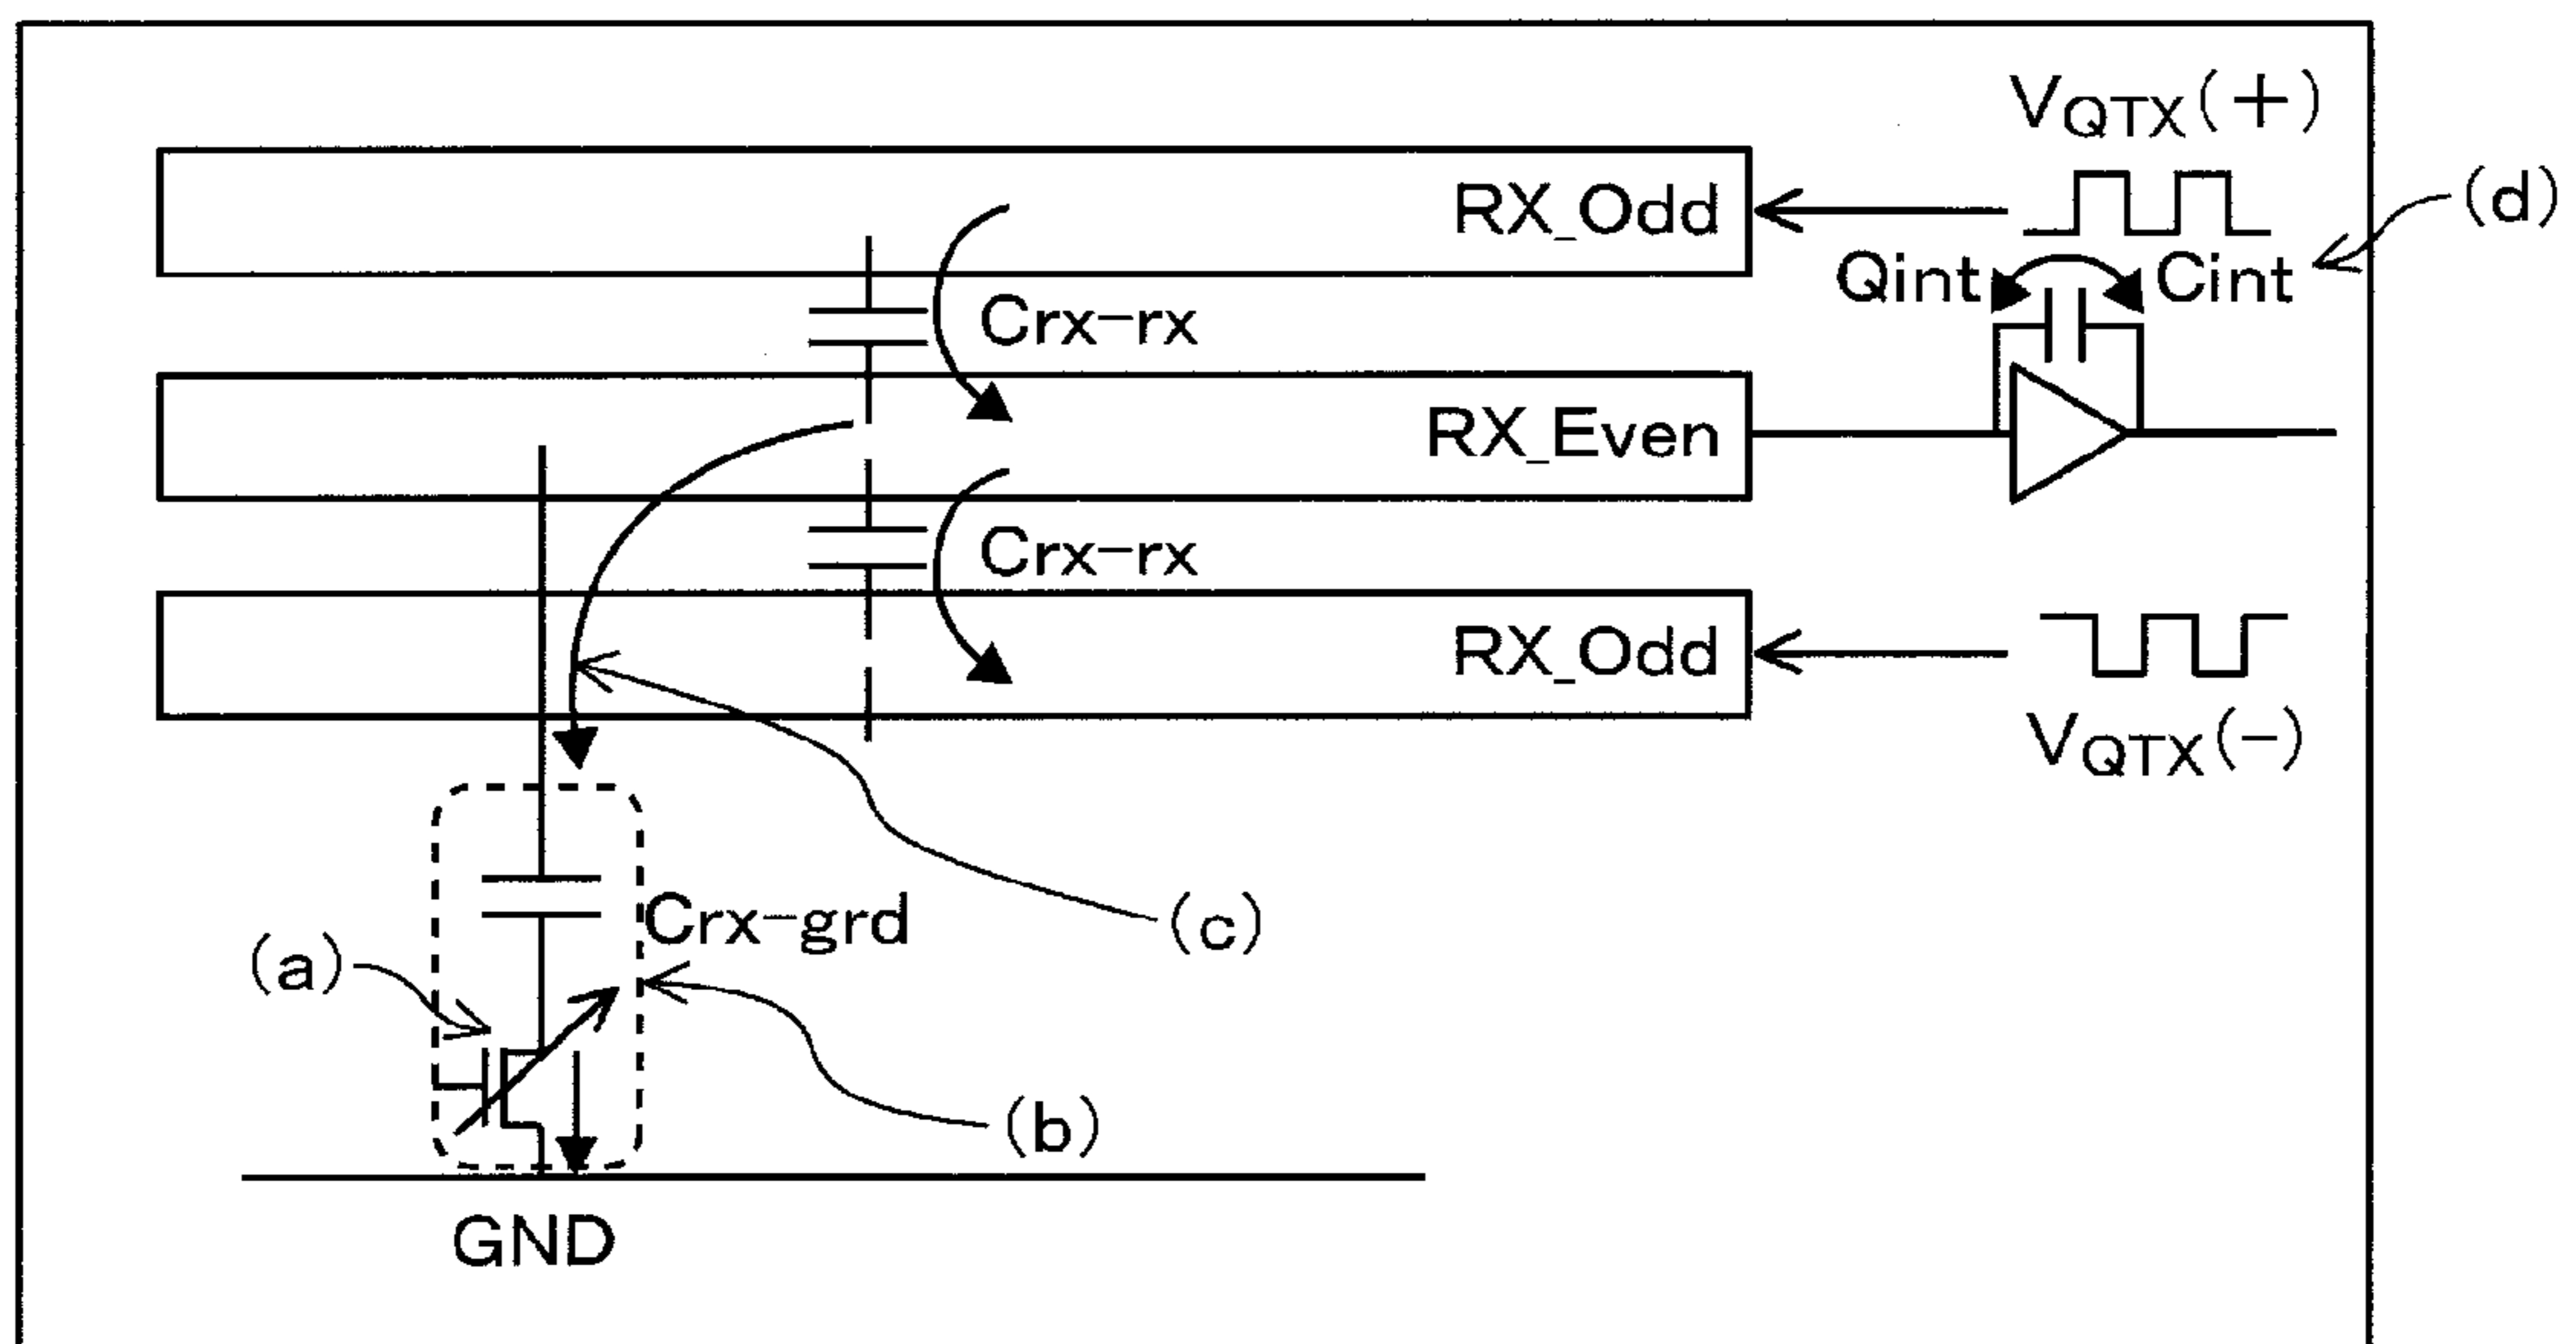 VQTX(+)
RX_Odd
(d)
Qint
Cint
Crx-rx
RX_Even
Crx-rx
RX_Odd
VQTX(-)
Crx-grd
(c)
(a)
(b)
GND